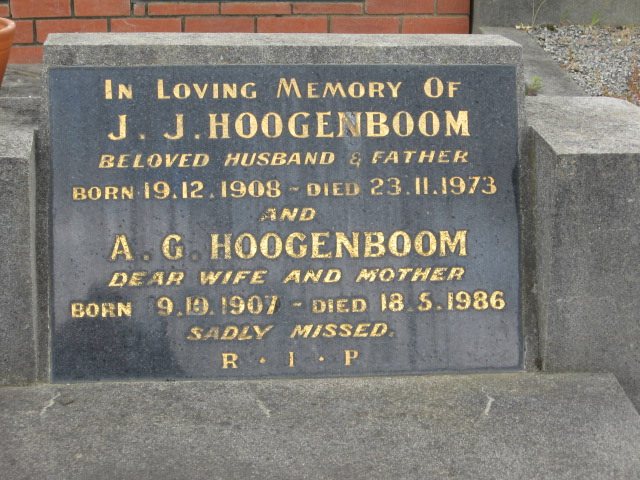 IN LOVING MEMORY OF
J. J. HOOGENBOOM
BELOVED HUSBAND & FATHER
BORN 19.12.1908 - DIED 23.11.1973
AND
A. G. HOOGENBOOM
DEAR WIFE AND MOTHER
BORN 9.10.1907 - DIED 18.5.1986
SADLY MISSED.
R · I · P